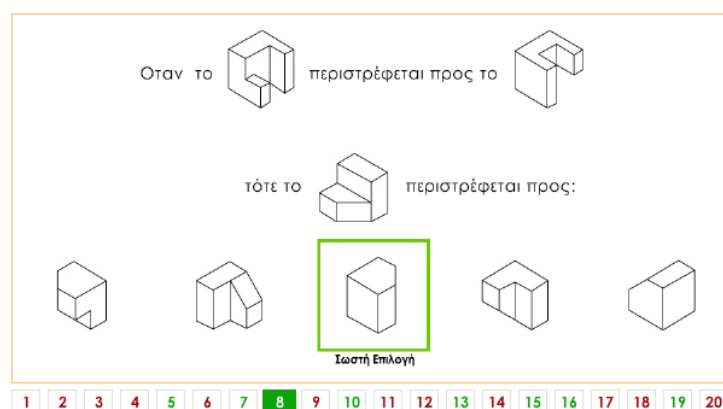 Οταν το περιστρέφεται προς το
τότε το περιστρέφεται προς:
Σωστή Επιλογή
1 2 3 4 5 6 7 8 9 10 11 12 13 14 15 16 17 18 19 20